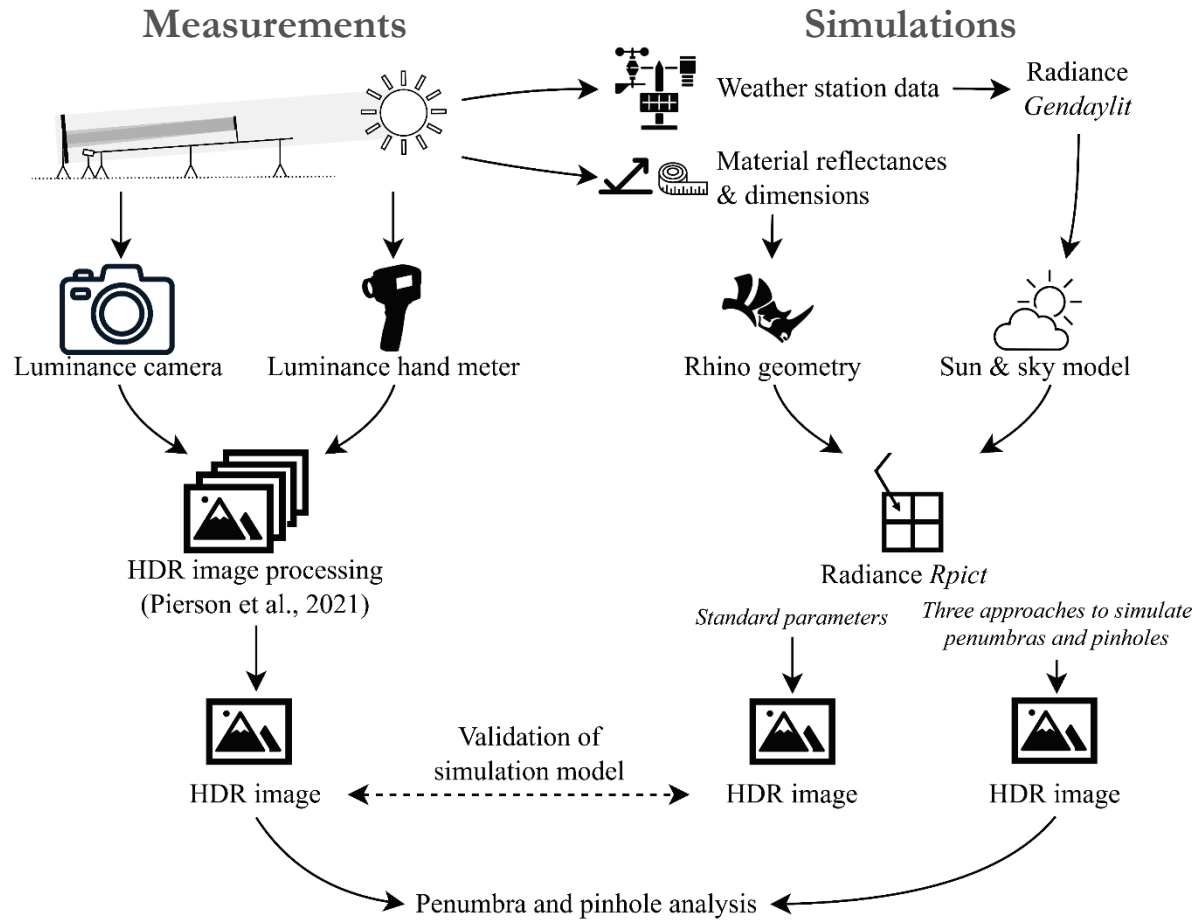 Measurements
Simulations
Weather station data
Radiance
Gendaylit
Material reflectances
& dimensions
Luminance camera
Luminance hand meter
Rhino geometry
Sun & sky model
HDR image processing
(Pierson et al., 2021)
Radiance Rpict
Standard parameters
Three approaches to simulate
penumbras and pinholes
Validation of
simulation model
HDR image
HDR image
HDR image
Penumbra and pinhole analysis